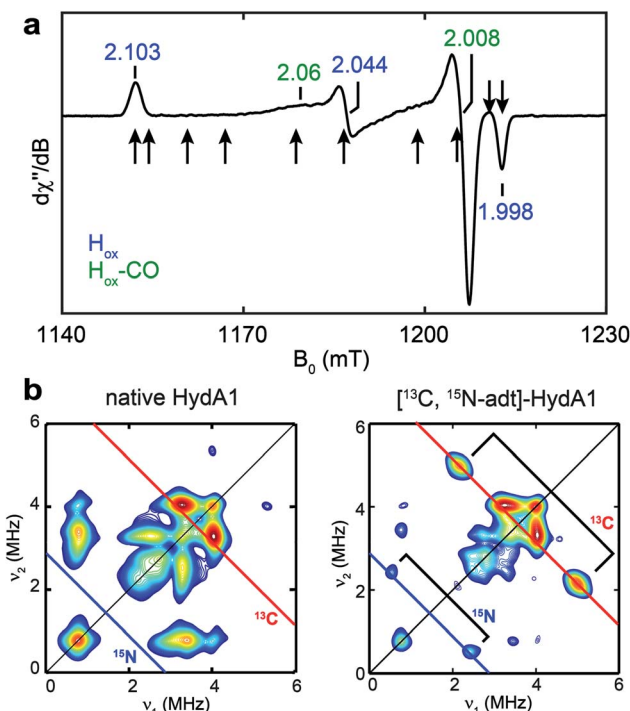 a
2.103
2.06
2.044
2.008
1.998
dχ"/dB
Hox
Hox-CO
1140
1170
1200
1230
B0 (mT)
b
native HydA1
[13C, 15N-adt]-HydA1
6
4
2
0
ν2 (MHz)
13C
15N
0
2
4
6
ν1 (MHz)
6
4
2
0
ν2 (MHz)
13C
15N
0
2
4
6
ν1 (MHz)